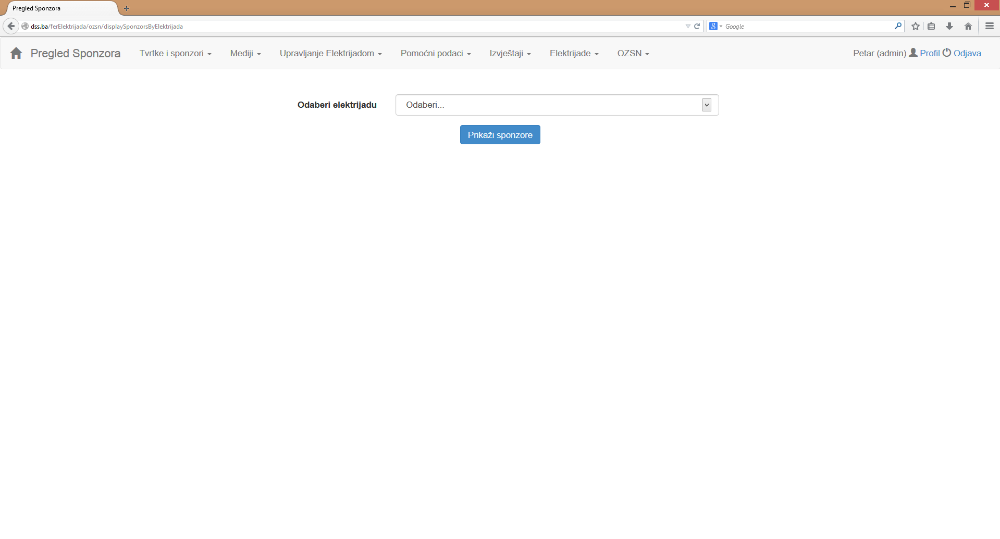 Pregled Sponzora
dss.ba/ferElektrijada/ozsn/displaySponzorsByElektrijada
Google
Pregled Sponzora Tvrtke i sponzori Mediji Upravljanje Elektrijadom Pomoćni podaci Izvještaji Elektrijade OZSN Petar (admin) Profil Odjava
Odaberi elektrijadu Odaberi...
Prikaži sponzore